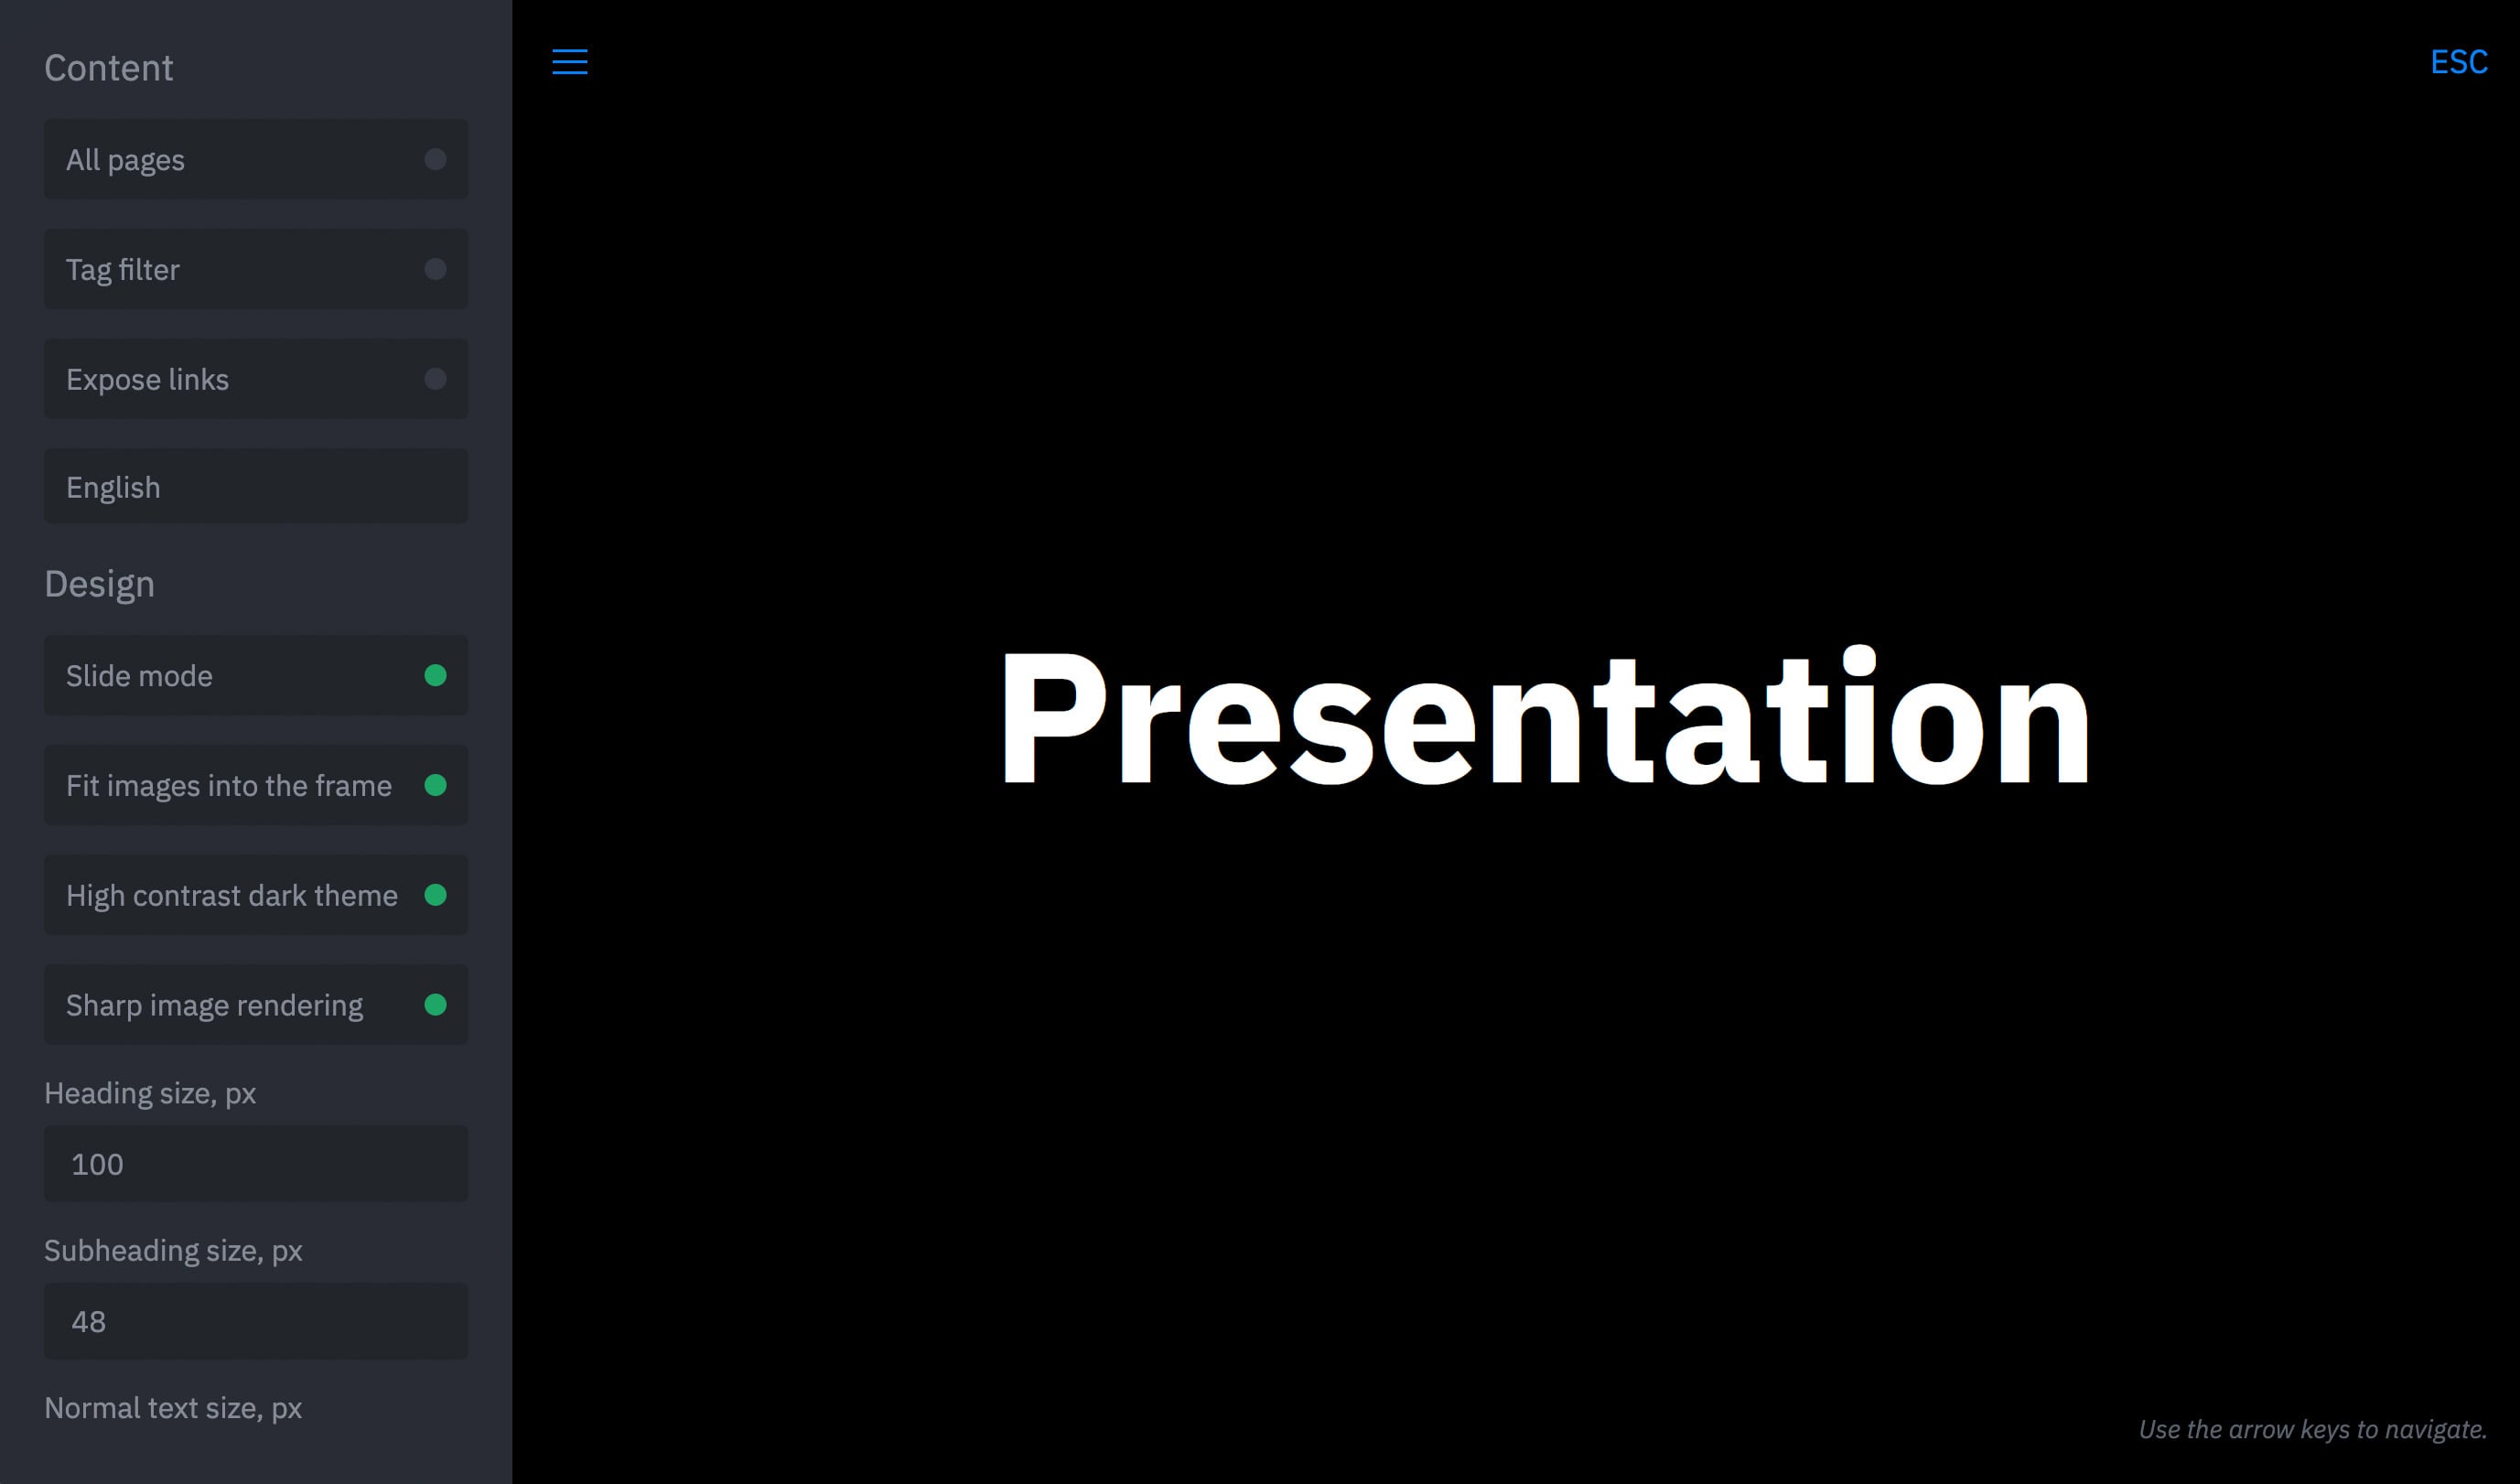 Content
All pages
Tag filter
Expose links
English
Design
Slide mode
Fit images into the frame
High contrast dark theme
Sharp image rendering
Heading size, px
100
Subheading size, px
48
Normal text size, px
ESC
Presentation
Use the arrow keys to navigate.